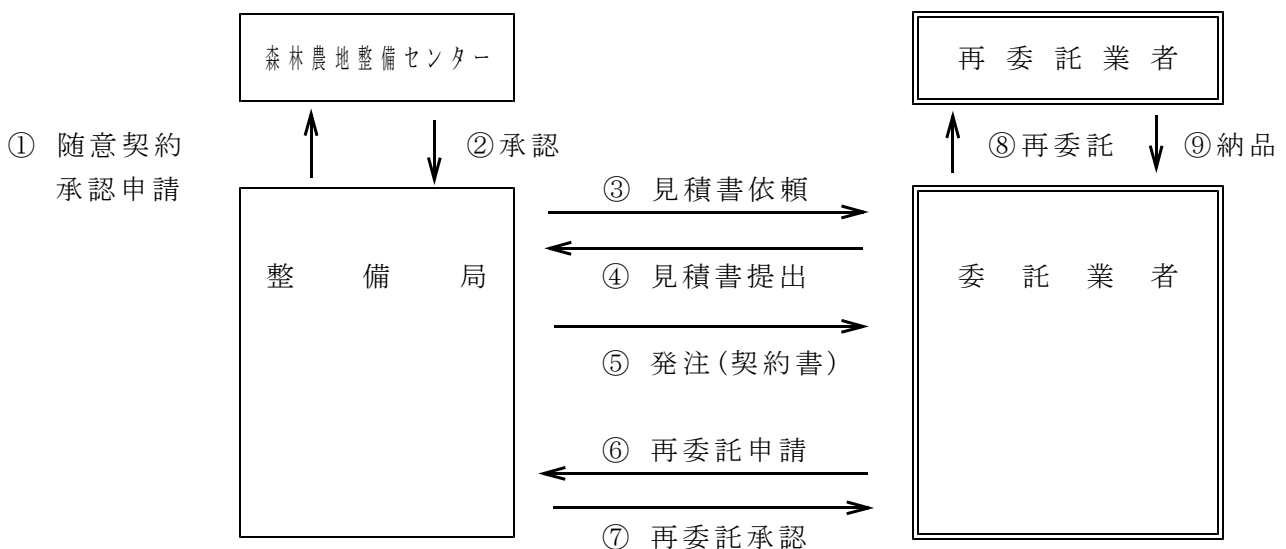 森林農地整備センター
再委託業者
① 随意契約
承認申請
②承認
⑧再委託
⑨納品
③ 見積書依頼
整備局
④ 見積書提出
委託業者
⑤ 発注(契約書)
⑥ 再委託申請
⑦ 再委託承認